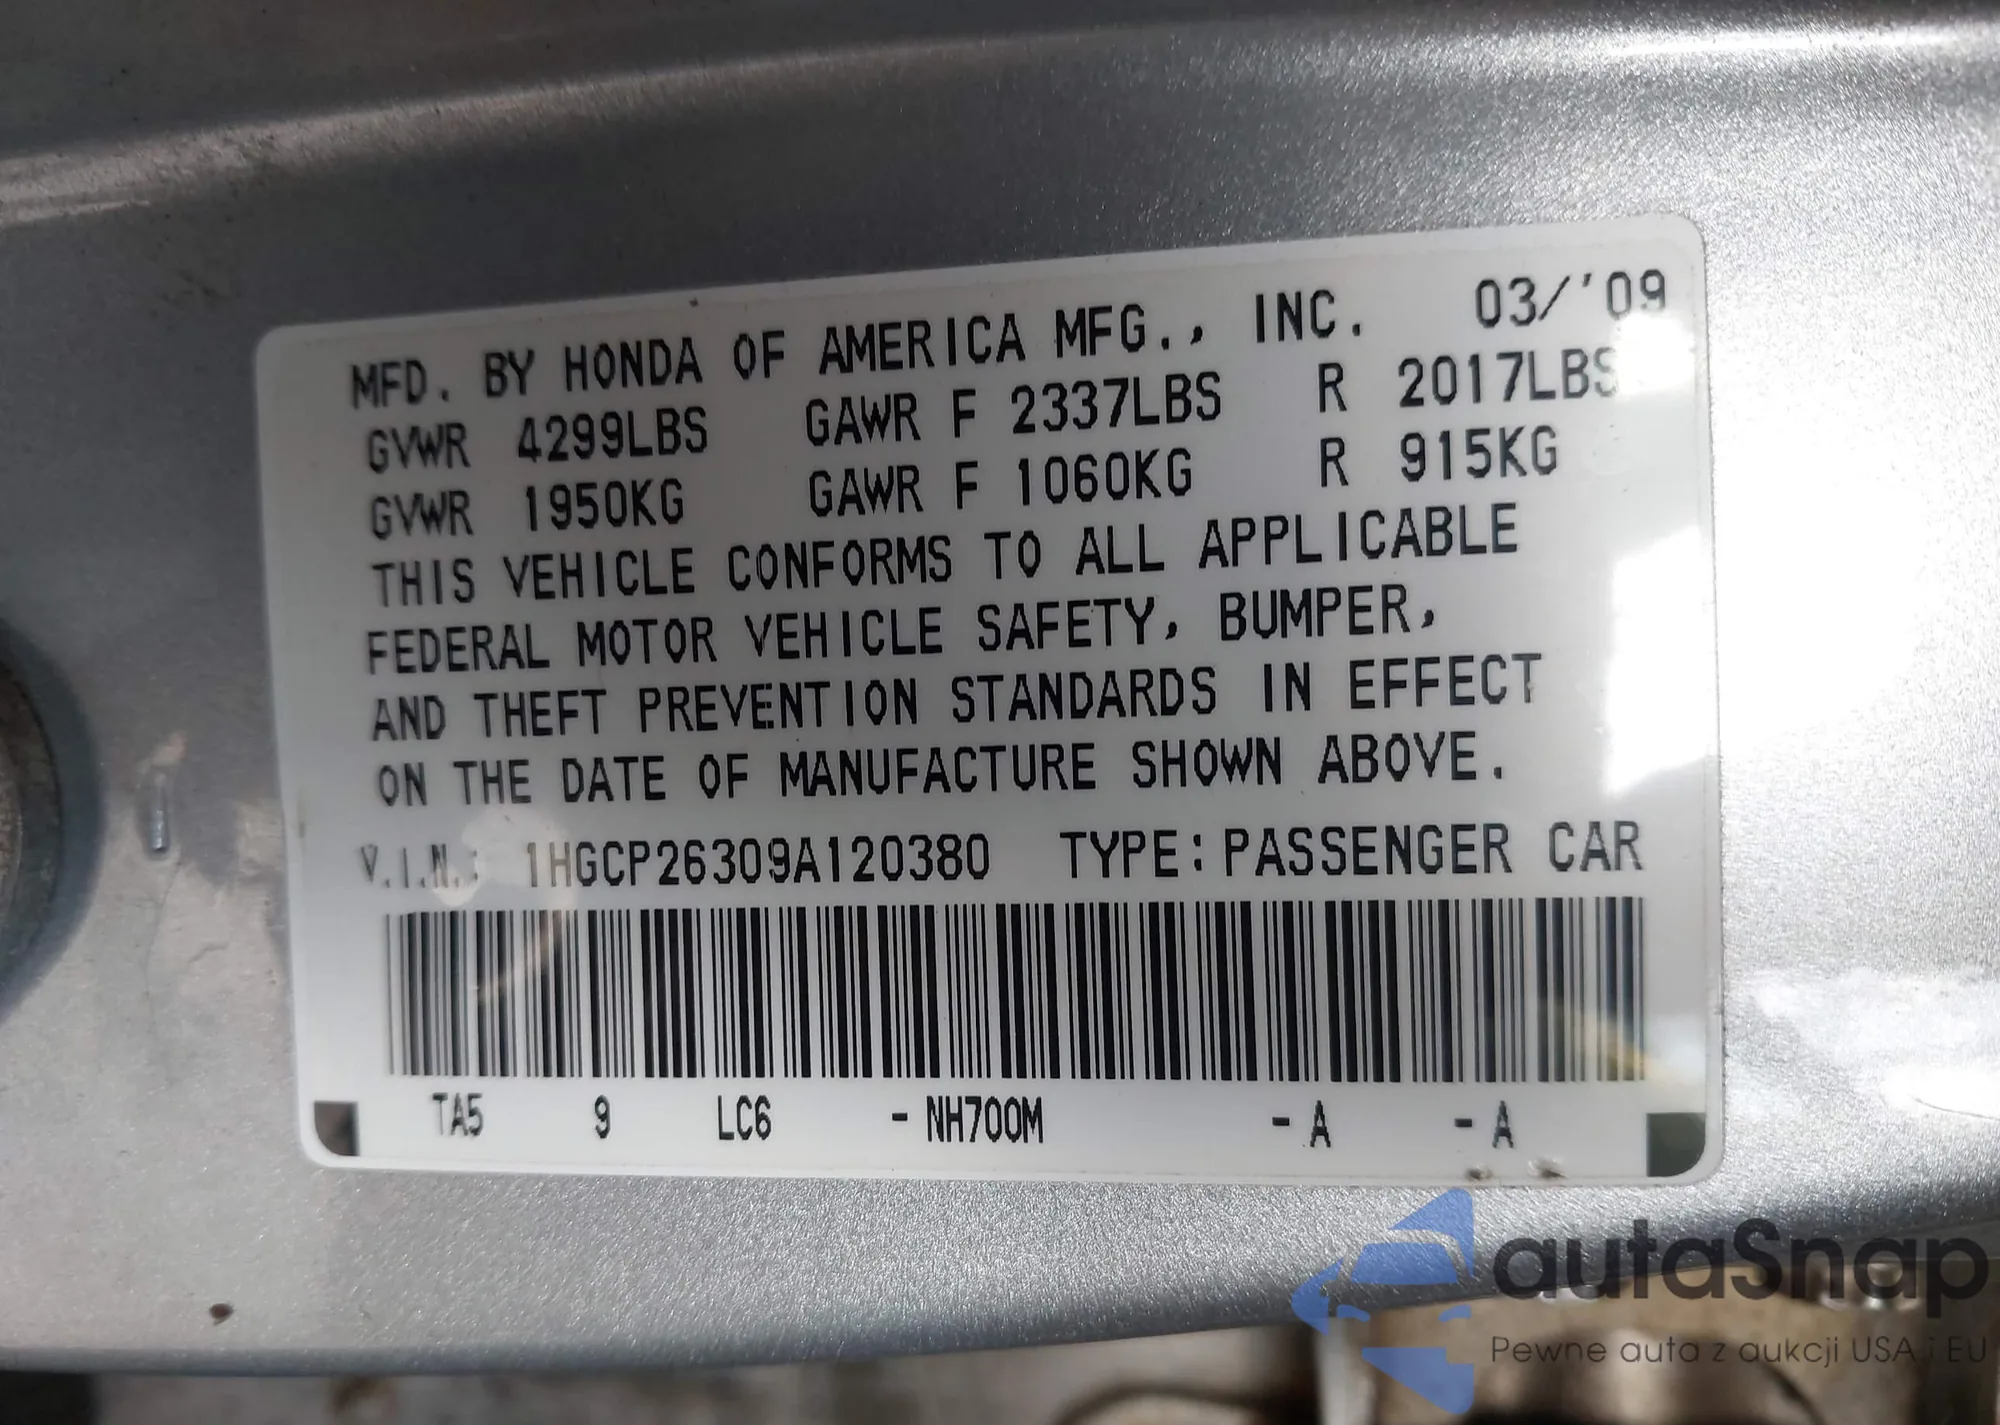 MFD. BY HONDA OF AMERICA MFG., INC. 03/'09
GVWR 4299LBS GAWR F 2337LBS R 2017LBS
GVWR 1950KG GAWR F 1060KG R 915KG
THIS VEHICLE CONFORMS TO ALL APPLICABLE
FEDERAL MOTOR VEHICLE SAFETY, BUMPER,
AND THEFT PREVENTION STANDARDS IN EFFECT
ON THE DATE OF MANUFACTURE SHOWN ABOVE.
V.I.N.: 1HGCP26309A120380 TYPE: PASSENGER CAR
TA5 9 LC6 - NH700M - A - A
autaSnap
Pewne auta z aukcji USA i EU